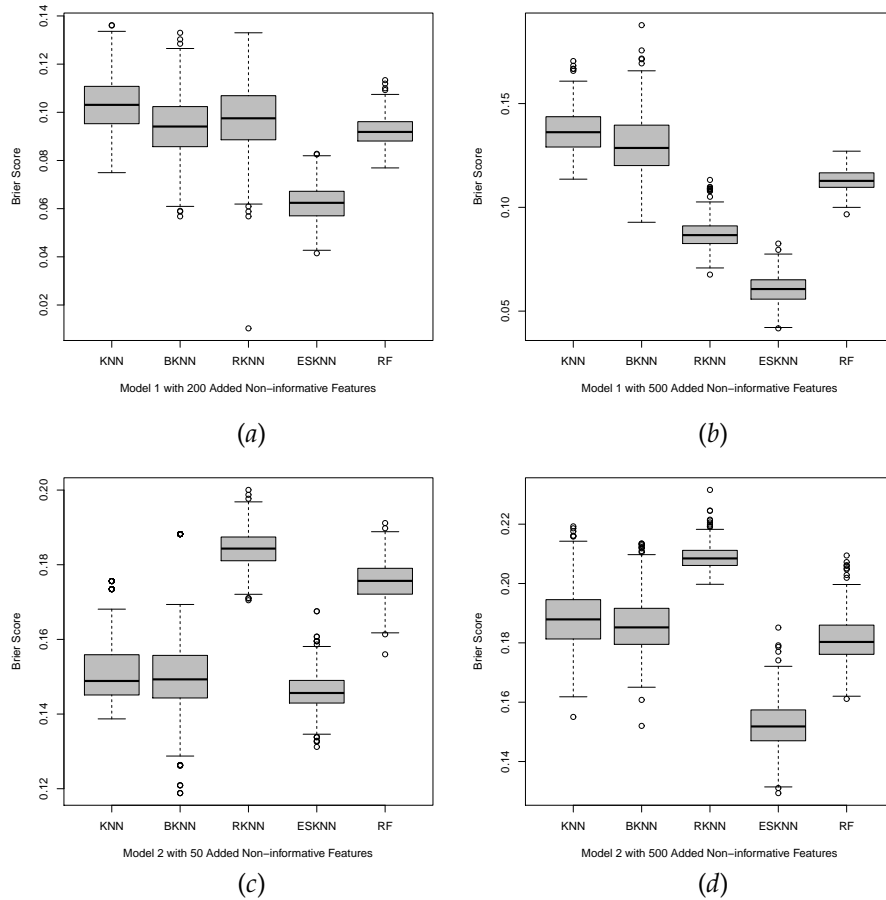 Brier Score
0.02 0.04 0.06 0.08 0.10 0.12 0.14
KNN BKNN RKNN ESKNN RF
Model 1 with 200 Added Non−informative Features
(a)
Brier Score
0.05 0.10 0.15
KNN BKNN RKNN ESKNN RF
Model 1 with 500 Added Non−informative Features
(b)
Brier Score
0.12 0.14 0.16 0.18 0.20
KNN BKNN RKNN ESKNN RF
Model 2 with 50 Added Non−informative Features
(c)
Brier Score
0.14 0.16 0.18 0.20 0.22
KNN BKNN RKNN ESKNN RF
Model 2 with 500 Added Non−informative Features
(d)